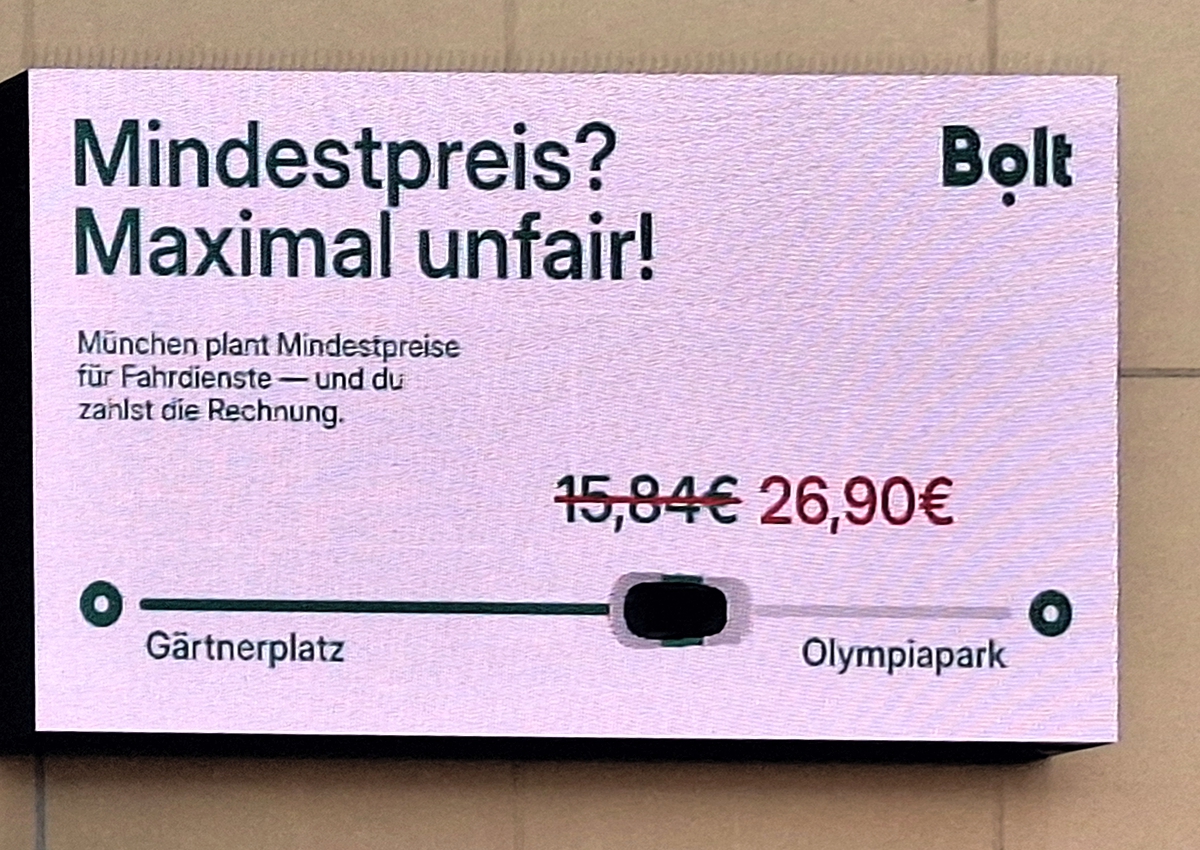 Mindestpreis?
Maximal unfair!
Bolt
München plant Mindestpreise
für Fahrdienste — und du
zahlst die Rechnung.
15,84€ 26,90€
Gärtnerplatz
Olympiapark